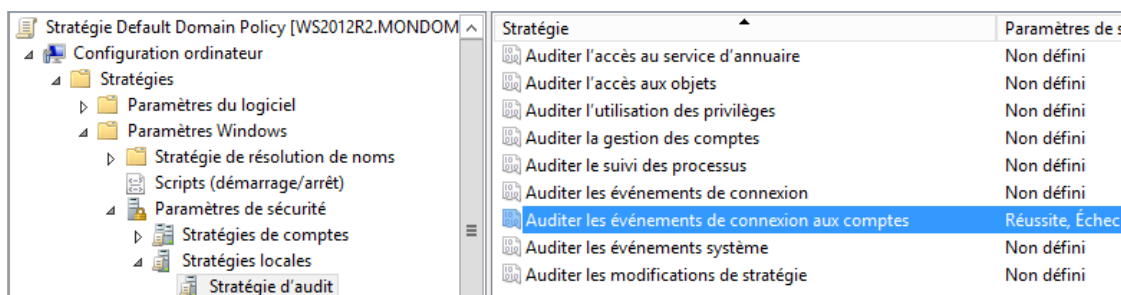 Stratégie Default Domain Policy [WS2012R2.MONDOM
Configuration ordinateur
Stratégies
Paramètres du logiciel
Paramètres Windows
Stratégie de résolution de noms
Scripts (démarrage/arrêt)
Paramètres de sécurité
Stratégies de comptes
Stratégies locales
Stratégie d'audit
Stratégie Paramètres de s
Auditer l'accès au service d'annuaire Non défini
Auditer l'accès aux objets Non défini
Auditer l'utilisation des privilèges Non défini
Auditer la gestion des comptes Non défini
Auditer le suivi des processus Non défini
Auditer les événements de connexion Non défini
Auditer les événements de connexion aux comptes Réussite, Échec
Auditer les événements système Non défini
Auditer les modifications de stratégie Non défini